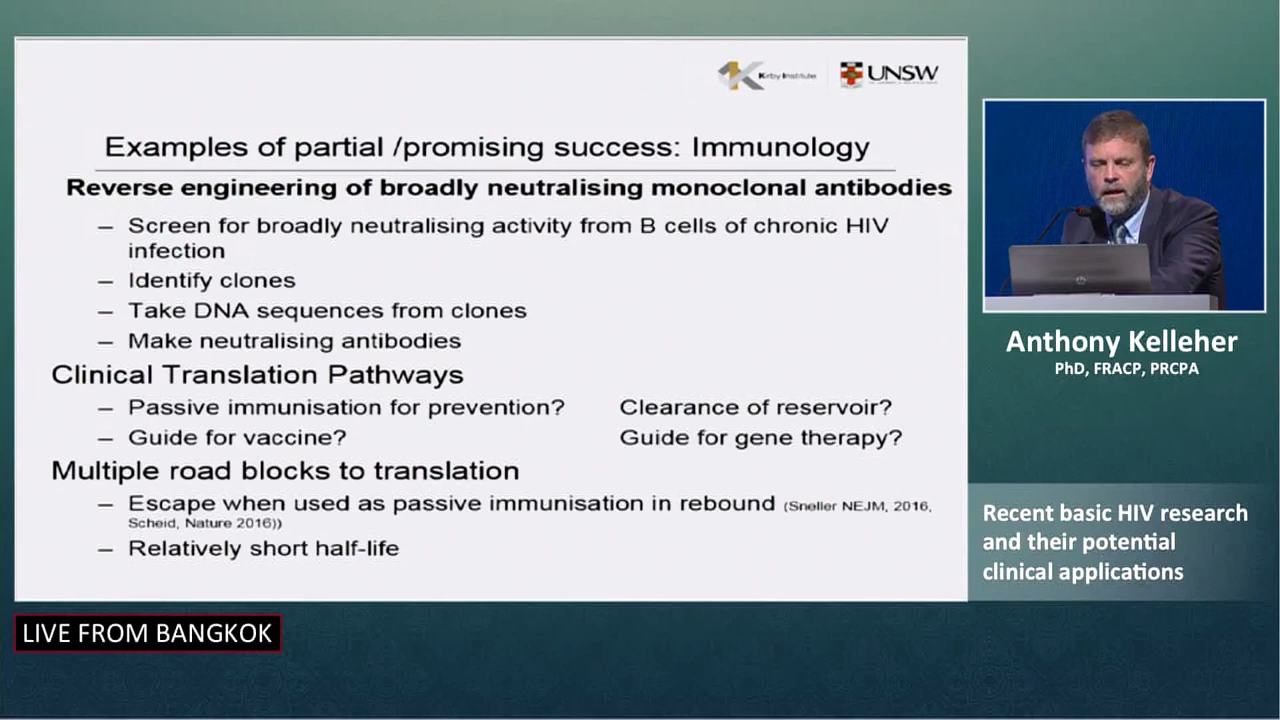 Kirby Institute
UNSW
Examples of partial /promising success: Immunology
Reverse engineering of broadly neutralising monoclonal antibodies
– Screen for broadly neutralising activity from B cells of chronic HIV
infection
– Identify clones
– Take DNA sequences from clones
– Make neutralising antibodies
Clinical Translation Pathways
– Passive immunisation for prevention? Clearance of reservoir?
– Guide for vaccine? Guide for gene therapy?
Multiple road blocks to translation
– Escape when used as passive immunisation in rebound (Sneller NEJM, 2016,
Scheid, Nature 2016))
– Relatively short half-life
Anthony Kelleher
PhD, FRACP, PRCPA
Recent basic HIV research
and their potential
clinical applications
LIVE FROM BANGKOK